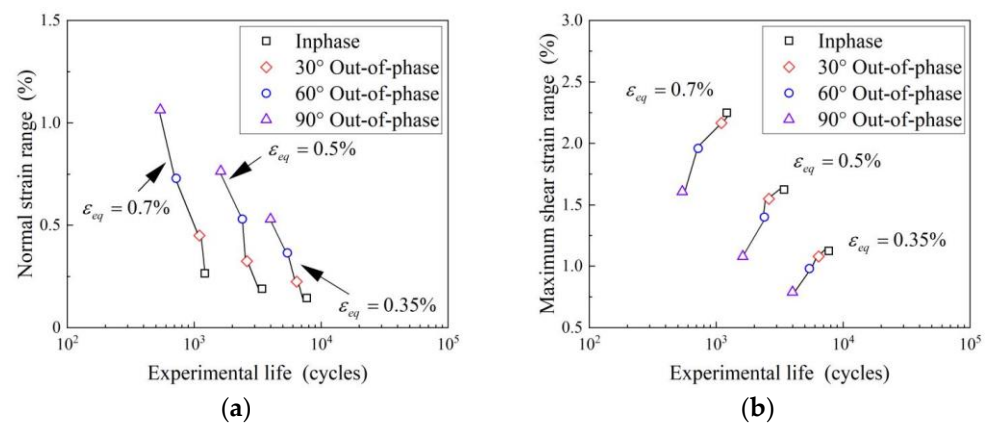 1.5
1.0
0.5
0
Normal strain range (%)
10² 10³ 10⁴ 10⁵
Experimental life (cycles)
Inphase
30° Out-of-phase
60° Out-of-phase
90° Out-of-phase
εeq = 0.5%
εeq = 0.7%
εeq = 0.35%
(a)
3.0
2.5
2.0
1.5
1.0
0.5
Maximum shear strain range (%)
10² 10³ 10⁴ 10⁵
Experimental life (cycles)
Inphase
30° Out-of-phase
60° Out-of-phase
90° Out-of-phase
εeq = 0.7%
εeq = 0.5%
εeq = 0.35%
(b)